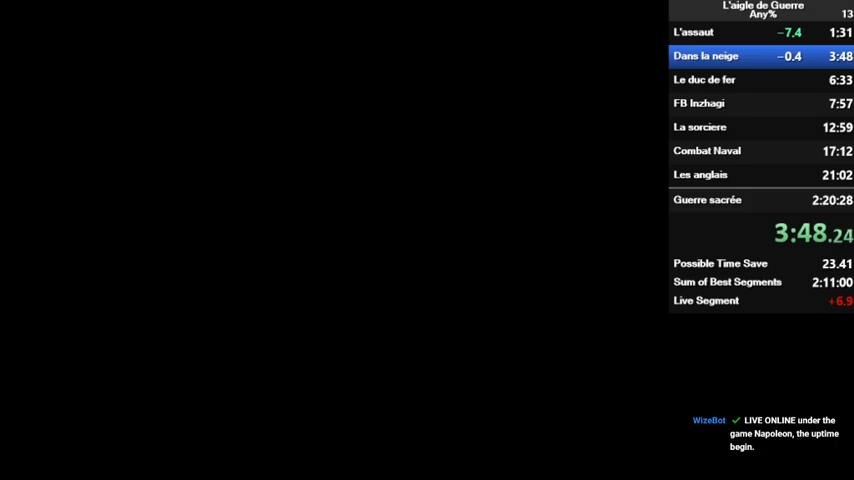 L'aigle de Guerre
Any% 13
L'assaut −7.4 1:31
Dans la neige −0.4 3:48
Le duc de fer 6:33
FB Inzhagi 7:57
La sorciere 12:59
Combat Naval 17:12
Les anglais 21:02
Guerre sacrée 2:20:28
3:48.24
Possible Time Save 23.41
Sum of Best Segments 2:11:00
Live Segment +6.9
WizeBot ✓ LIVE ONLINE under the
game Napoleon, the uptime
begin.